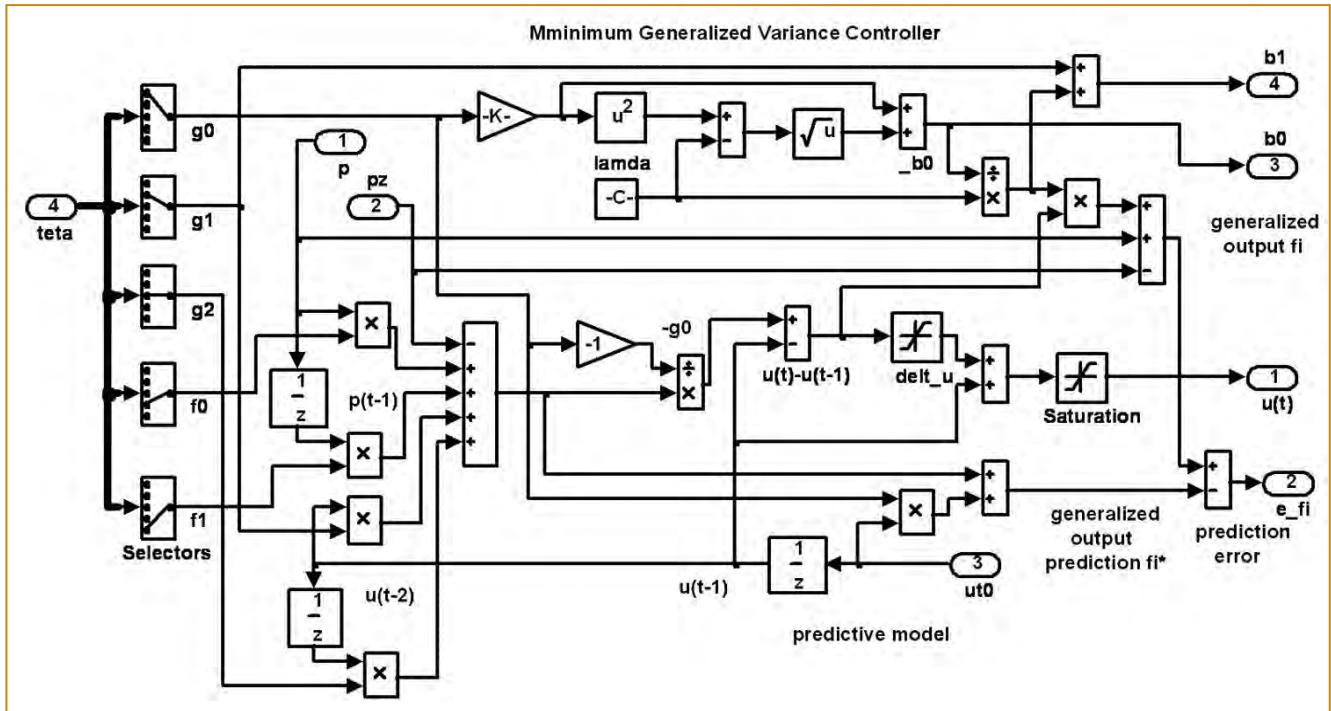 Mminimum Generalized Variance Controller
b1
4
g0
-K-
u²
+
-
√u
+
+
_b0
+
+
b0
3
1
p
lamda
-C-
÷
×
×
+
+
-
generalized
output fi
pz
2
4
teta
g1
g2
×
-
+
+
+
+
-1
-g0
÷
×
+
-
u(t)-u(t-1)
delt_u
+
+
Saturation
1
u(t)
f0
1
z
p(t-1)
×
f1
Selectors
×
+
+
×
+
-
2
e_fi
generalized
output
prediction fi*
prediction
error
1
z
u(t-2)
u(t-1)
1
z
3
ut0
×
predictive model